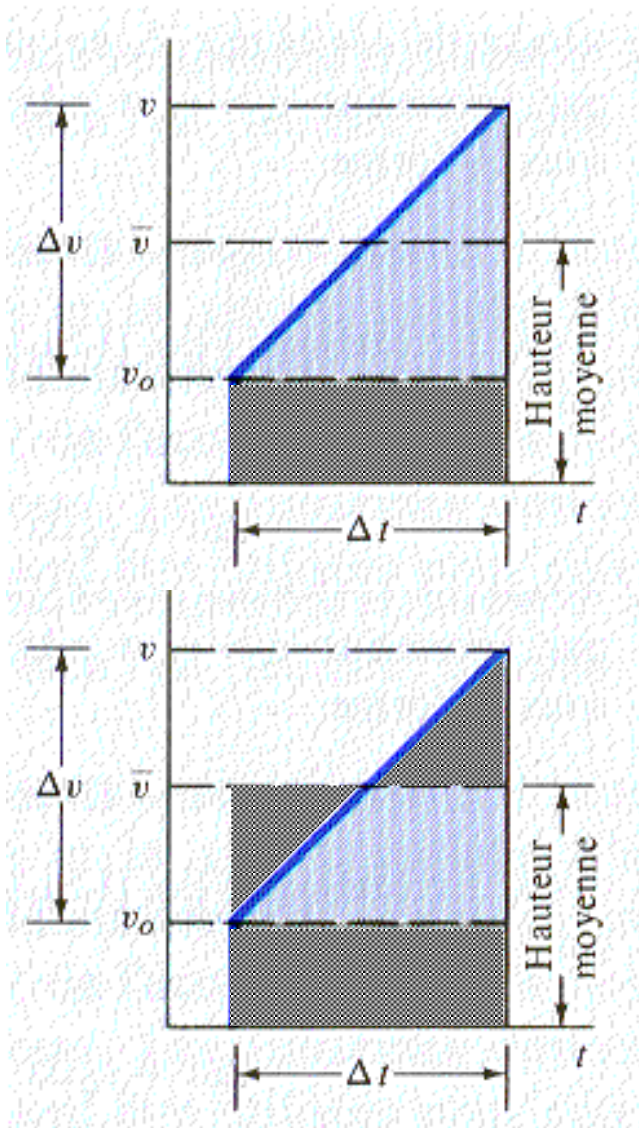 v
Δv
v̄
v₀
Hauteur
moyenne
t
Δt
v
Δv
v̄
v₀
Hauteur
moyenne
t
Δt